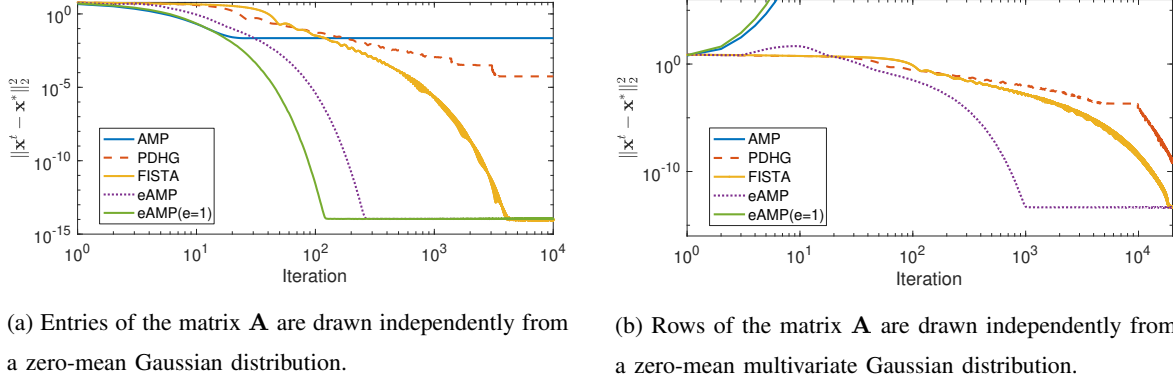 10^0
10^-5
10^-10
10^-15
‖x^t − x*‖_2^2
AMP
PDHG
FISTA
eAMP
eAMP(e=1)
10^0 10^1 10^2 10^3 10^4
Iteration
(a) Entries of the matrix A are drawn independently from
a zero-mean Gaussian distribution.
10^0
10^-10
‖x^t − x*‖_2^2
AMP
PDHG
FISTA
eAMP
eAMP(e=1)
10^0 10^1 10^2 10^3 10^4
Iteration
(b) Rows of the matrix A are drawn independently from
a zero-mean multivariate Gaussian distribution.